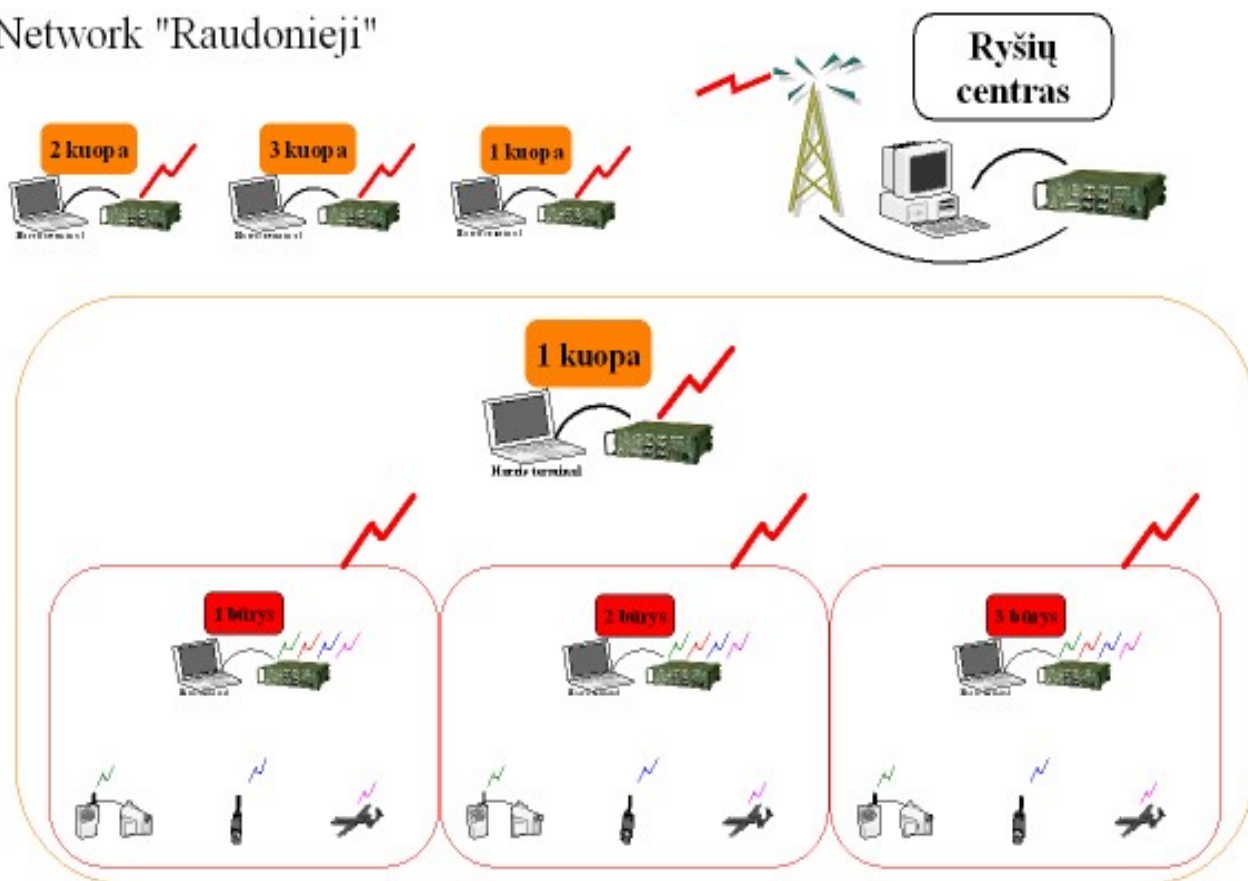 Network "Raudonieji"
Ryšių
centras
2 kuopa
3 kuopa
1 kuopa
1 kuopa
Harris terminal
1 būrys
2 būrys
3 būrys